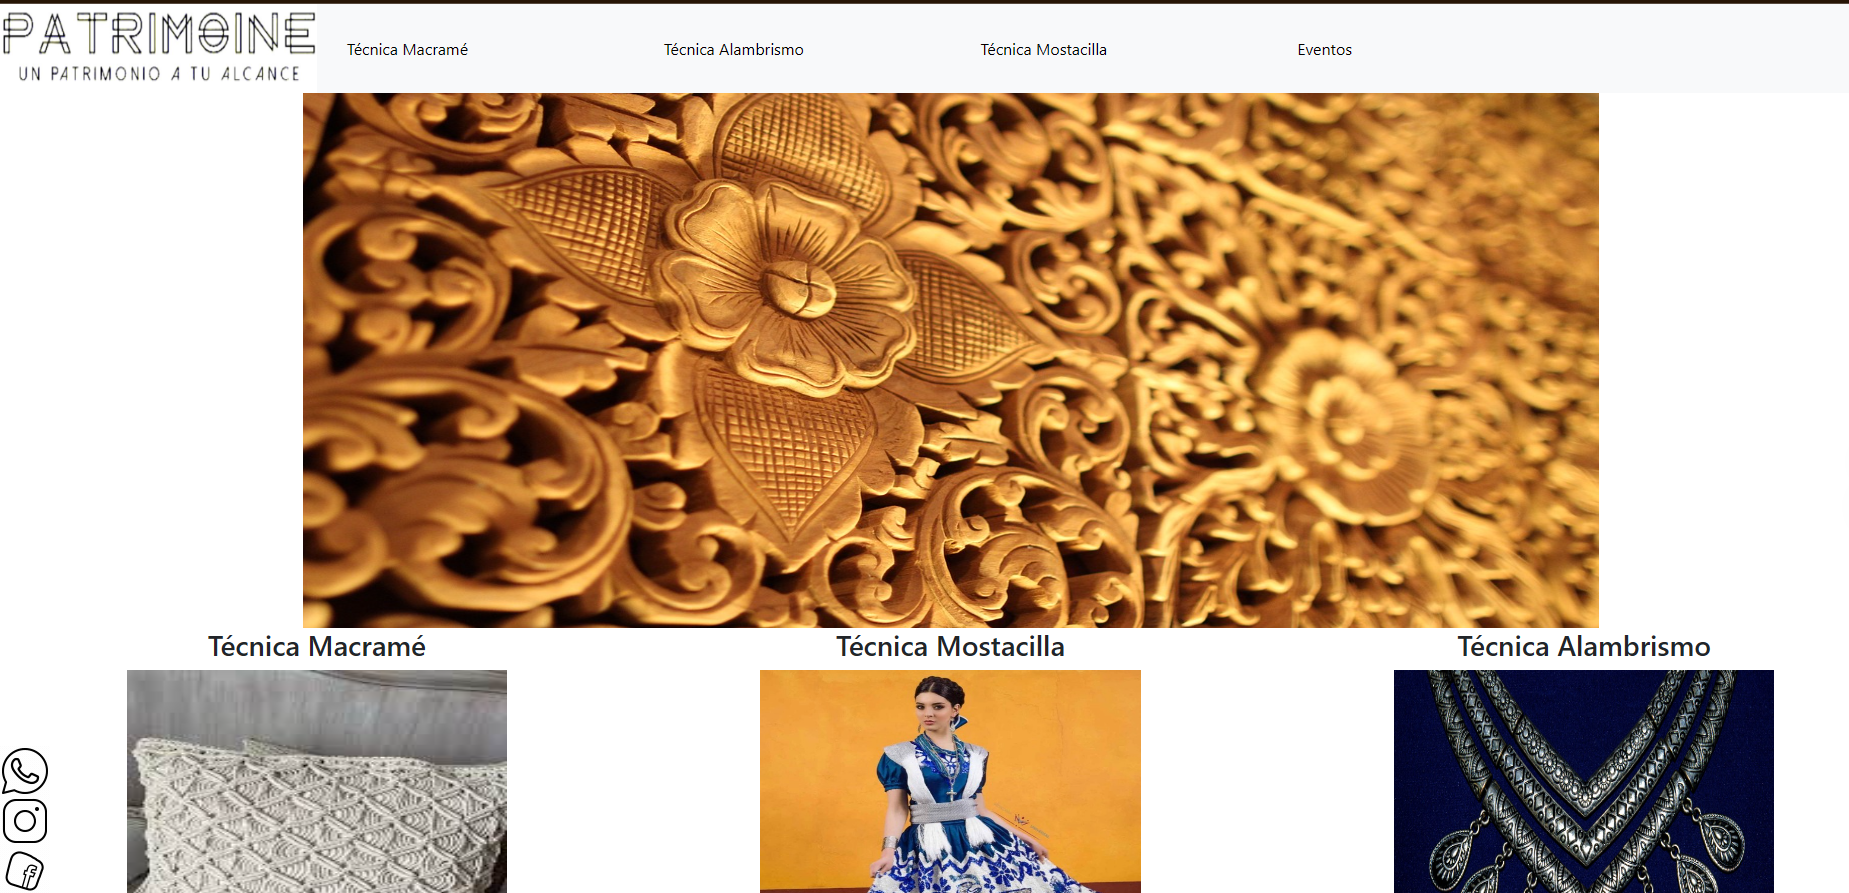 PATRIMOINE
UN PATRIMONIO A TU ALCANCE
Técnica Macramé
Técnica Alambrismo
Técnica Mostacilla
Eventos
Técnica Macramé
Técnica Mostacilla
Técnica Alambrismo